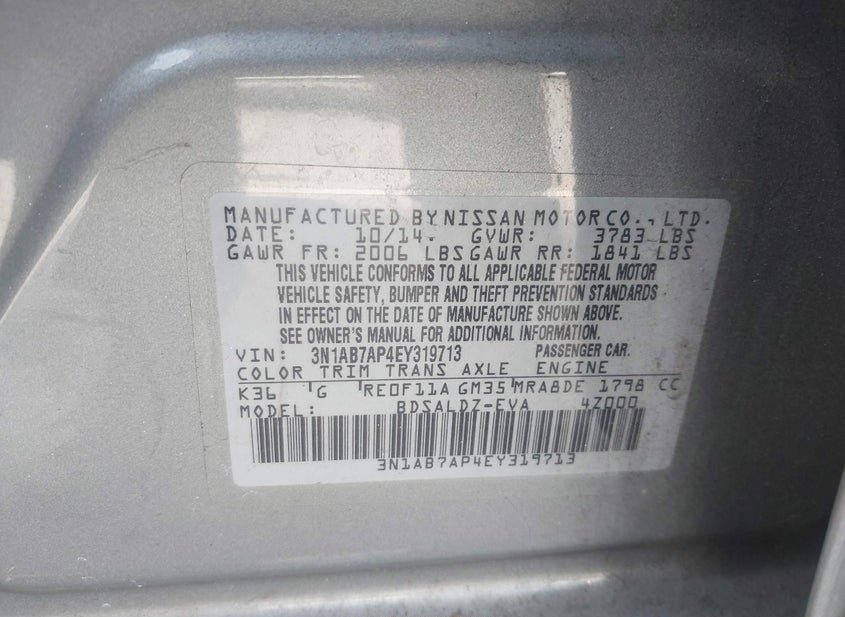 MANUFACTURED BY NISSAN MOTOR CO., LTD.
DATE: 10/14. GVWR: 3783 LBS
GAWR FR: 2006 LBS GAWR RR: 1841 LBS
THIS VEHICLE CONFORMS TO ALL APPLICABLE FEDERAL MOTOR
VEHICLE SAFETY, BUMPER AND THEFT PREVENTION STANDARDS
IN EFFECT ON THE DATE OF MANUFACTURE SHOWN ABOVE.
SEE OWNER'S MANUAL FOR ADDITIONAL INFORMATION.
VIN: 3N1AB7AP4EY319713 PASSENGER CAR.
COLOR TRIM TRANS AXLE ENGINE
K36 G RE0F11A GM35 MRA8DE 1798 CC
MODEL: BDSALDZ-EVA 4Z000
3N1AB7AP4EY319713